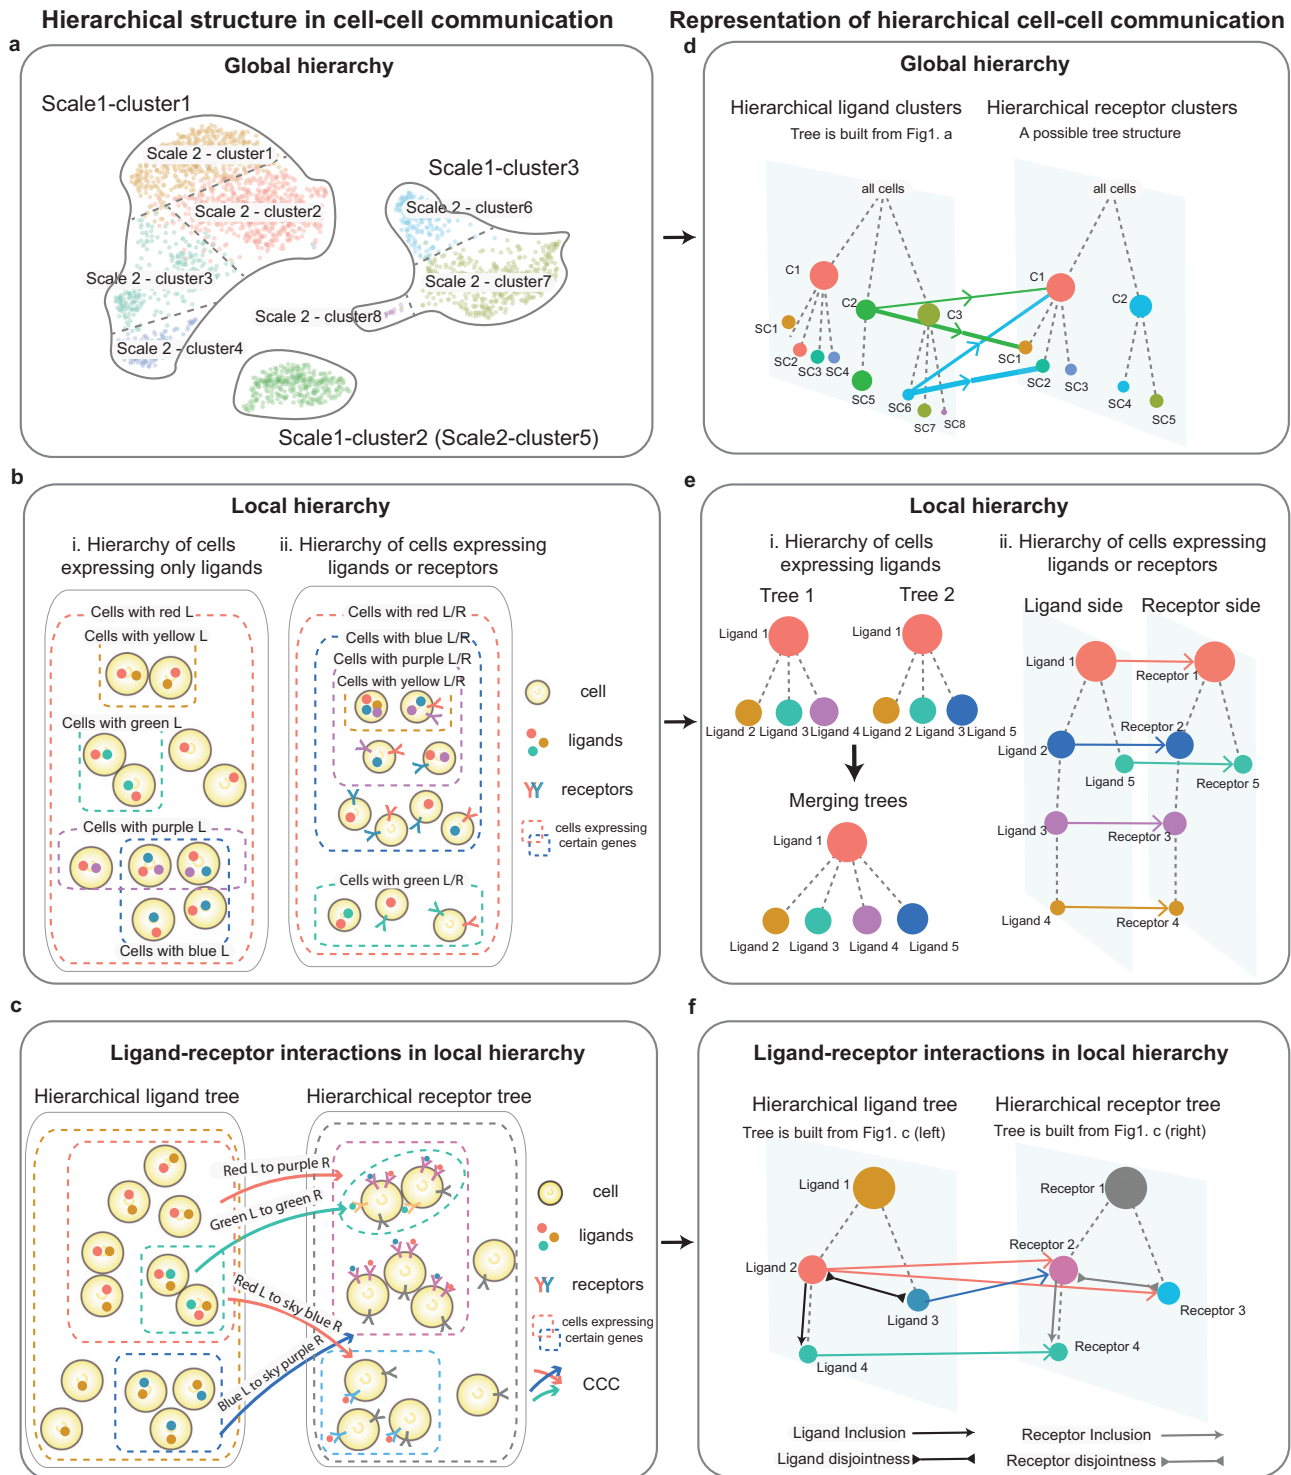 Hierarchical structure in cell-cell communication
Representation of hierarchical cell-cell communication
a
Global hierarchy
Scale1-cluster1
Scale 2 - cluster1
Scale 2 - cluster2
Scale 2 - cluster3
Scale 2 - cluster4
Scale1-cluster3
Scale 2 - cluster6
Scale 2 - cluster7
Scale 2 - cluster8
Scale1-cluster2 (Scale2-cluster5)
d
Global hierarchy
Hierarchical ligand clusters
Hierarchical receptor clusters
Tree is built from Fig1. a
A possible tree structure
all cells
all cells
C1
C2
C3
SC1
SC2
SC3
SC4
SC5
SC6
SC7
SC8
C1
C2
SC1
SC2
SC3
SC4
SC5
b
Local hierarchy
i. Hierarchy of cells
expressing only ligands
ii. Hierarchy of cells expressing
ligands or receptors
Cells with red L
Cells with yellow L
Cells with green L
Cells with purple L
Cells with blue L
Cells with red L/R
Cells with blue L/R
Cells with purple L/R
Cells with yellow L/R
Cells with green L/R
cell
ligands
receptors
cells expressing
certain genes
e
Local hierarchy
i. Hierarchy of cells
expressing ligands
ii. Hierarchy of cells expressing
ligands or receptors
Tree 1
Tree 2
Ligand 1
Ligand 1
Ligand 2
Ligand 3
Ligand 4
Ligand 2
Ligand 3
Ligand 5
Merging trees
Ligand 1
Ligand 2
Ligand 3
Ligand 4
Ligand 5
Ligand side
Receptor side
Ligand 1
Receptor 1
Ligand 2
Receptor 2
Ligand 5
Receptor 5
Ligand 3
Receptor 3
Ligand 4
Receptor 4
c
Ligand-receptor interactions in local hierarchy
Hierarchical ligand tree
Hierarchical receptor tree
Red L to purple R
Green L to green R
Red L to sky blue R
Blue L to sky purple R
cell
ligands
receptors
cells expressing
certain genes
CCC
f
Ligand-receptor interactions in local hierarchy
Hierarchical ligand tree
Hierarchical receptor tree
Tree is built from Fig1. c (left)
Tree is built from Fig1. c (right)
Ligand 1
Receptor 1
Ligand 2
Receptor 2
Ligand 3
Receptor 3
Ligand 4
Receptor 4
Ligand Inclusion
Receptor Inclusion
Ligand disjointness
Receptor disjointness